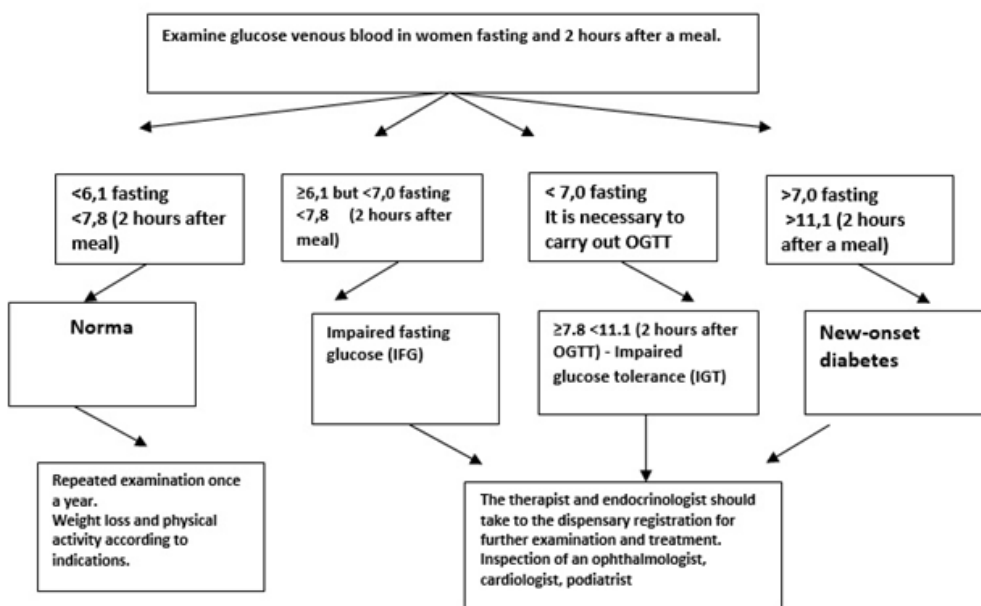 Examine glucose venous blood in women fasting and 2 hours after a meal.
<6,1 fasting
<7,8 (2 hours after
meal)
≥6,1 but <7,0 fasting
<7,8 (2 hours after
meal)
< 7,0 fasting
It is necessary to
carry out OGTT
>7,0 fasting
>11,1 (2 hours
after a meal)
Norma
Impaired fasting
glucose (IFG)
≥7.8 <11.1 (2 hours after
OGTT) - Impaired
glucose tolerance (IGT)
New-onset
diabetes
Repeated examination once
a year.
Weight loss and physical
activity according to
indications.
The therapist and endocrinologist should
take to the dispensary registration for
further examination and treatment.
Inspection of an ophthalmologist,
cardiologist, podiatrist